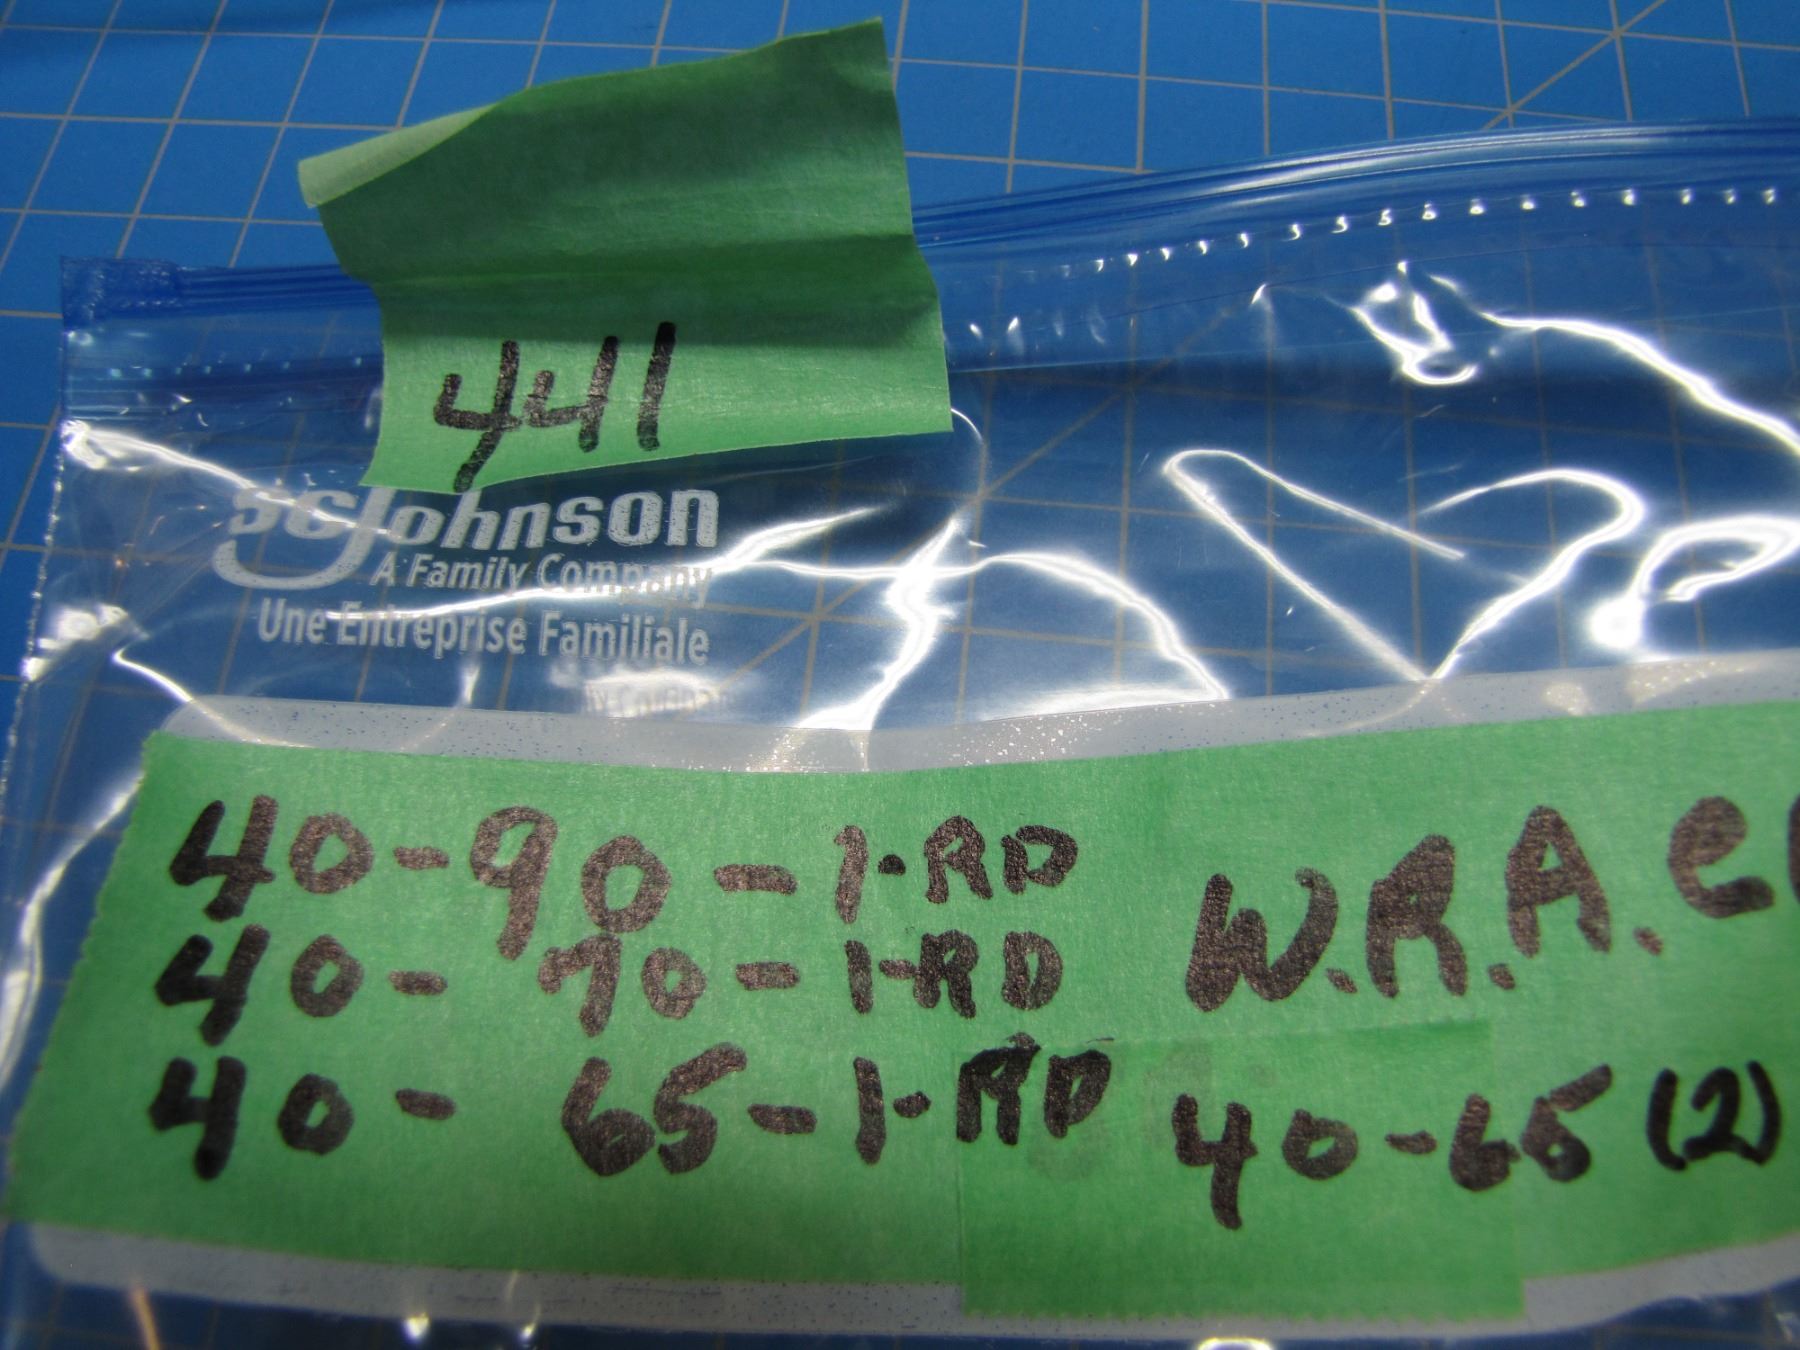 441
scJohnson
A Family Company
Une Entreprise Familiale
40-90-1-RD
40-70-1-RD
40-65-1-RD
W.R.A.
40-65 (2)